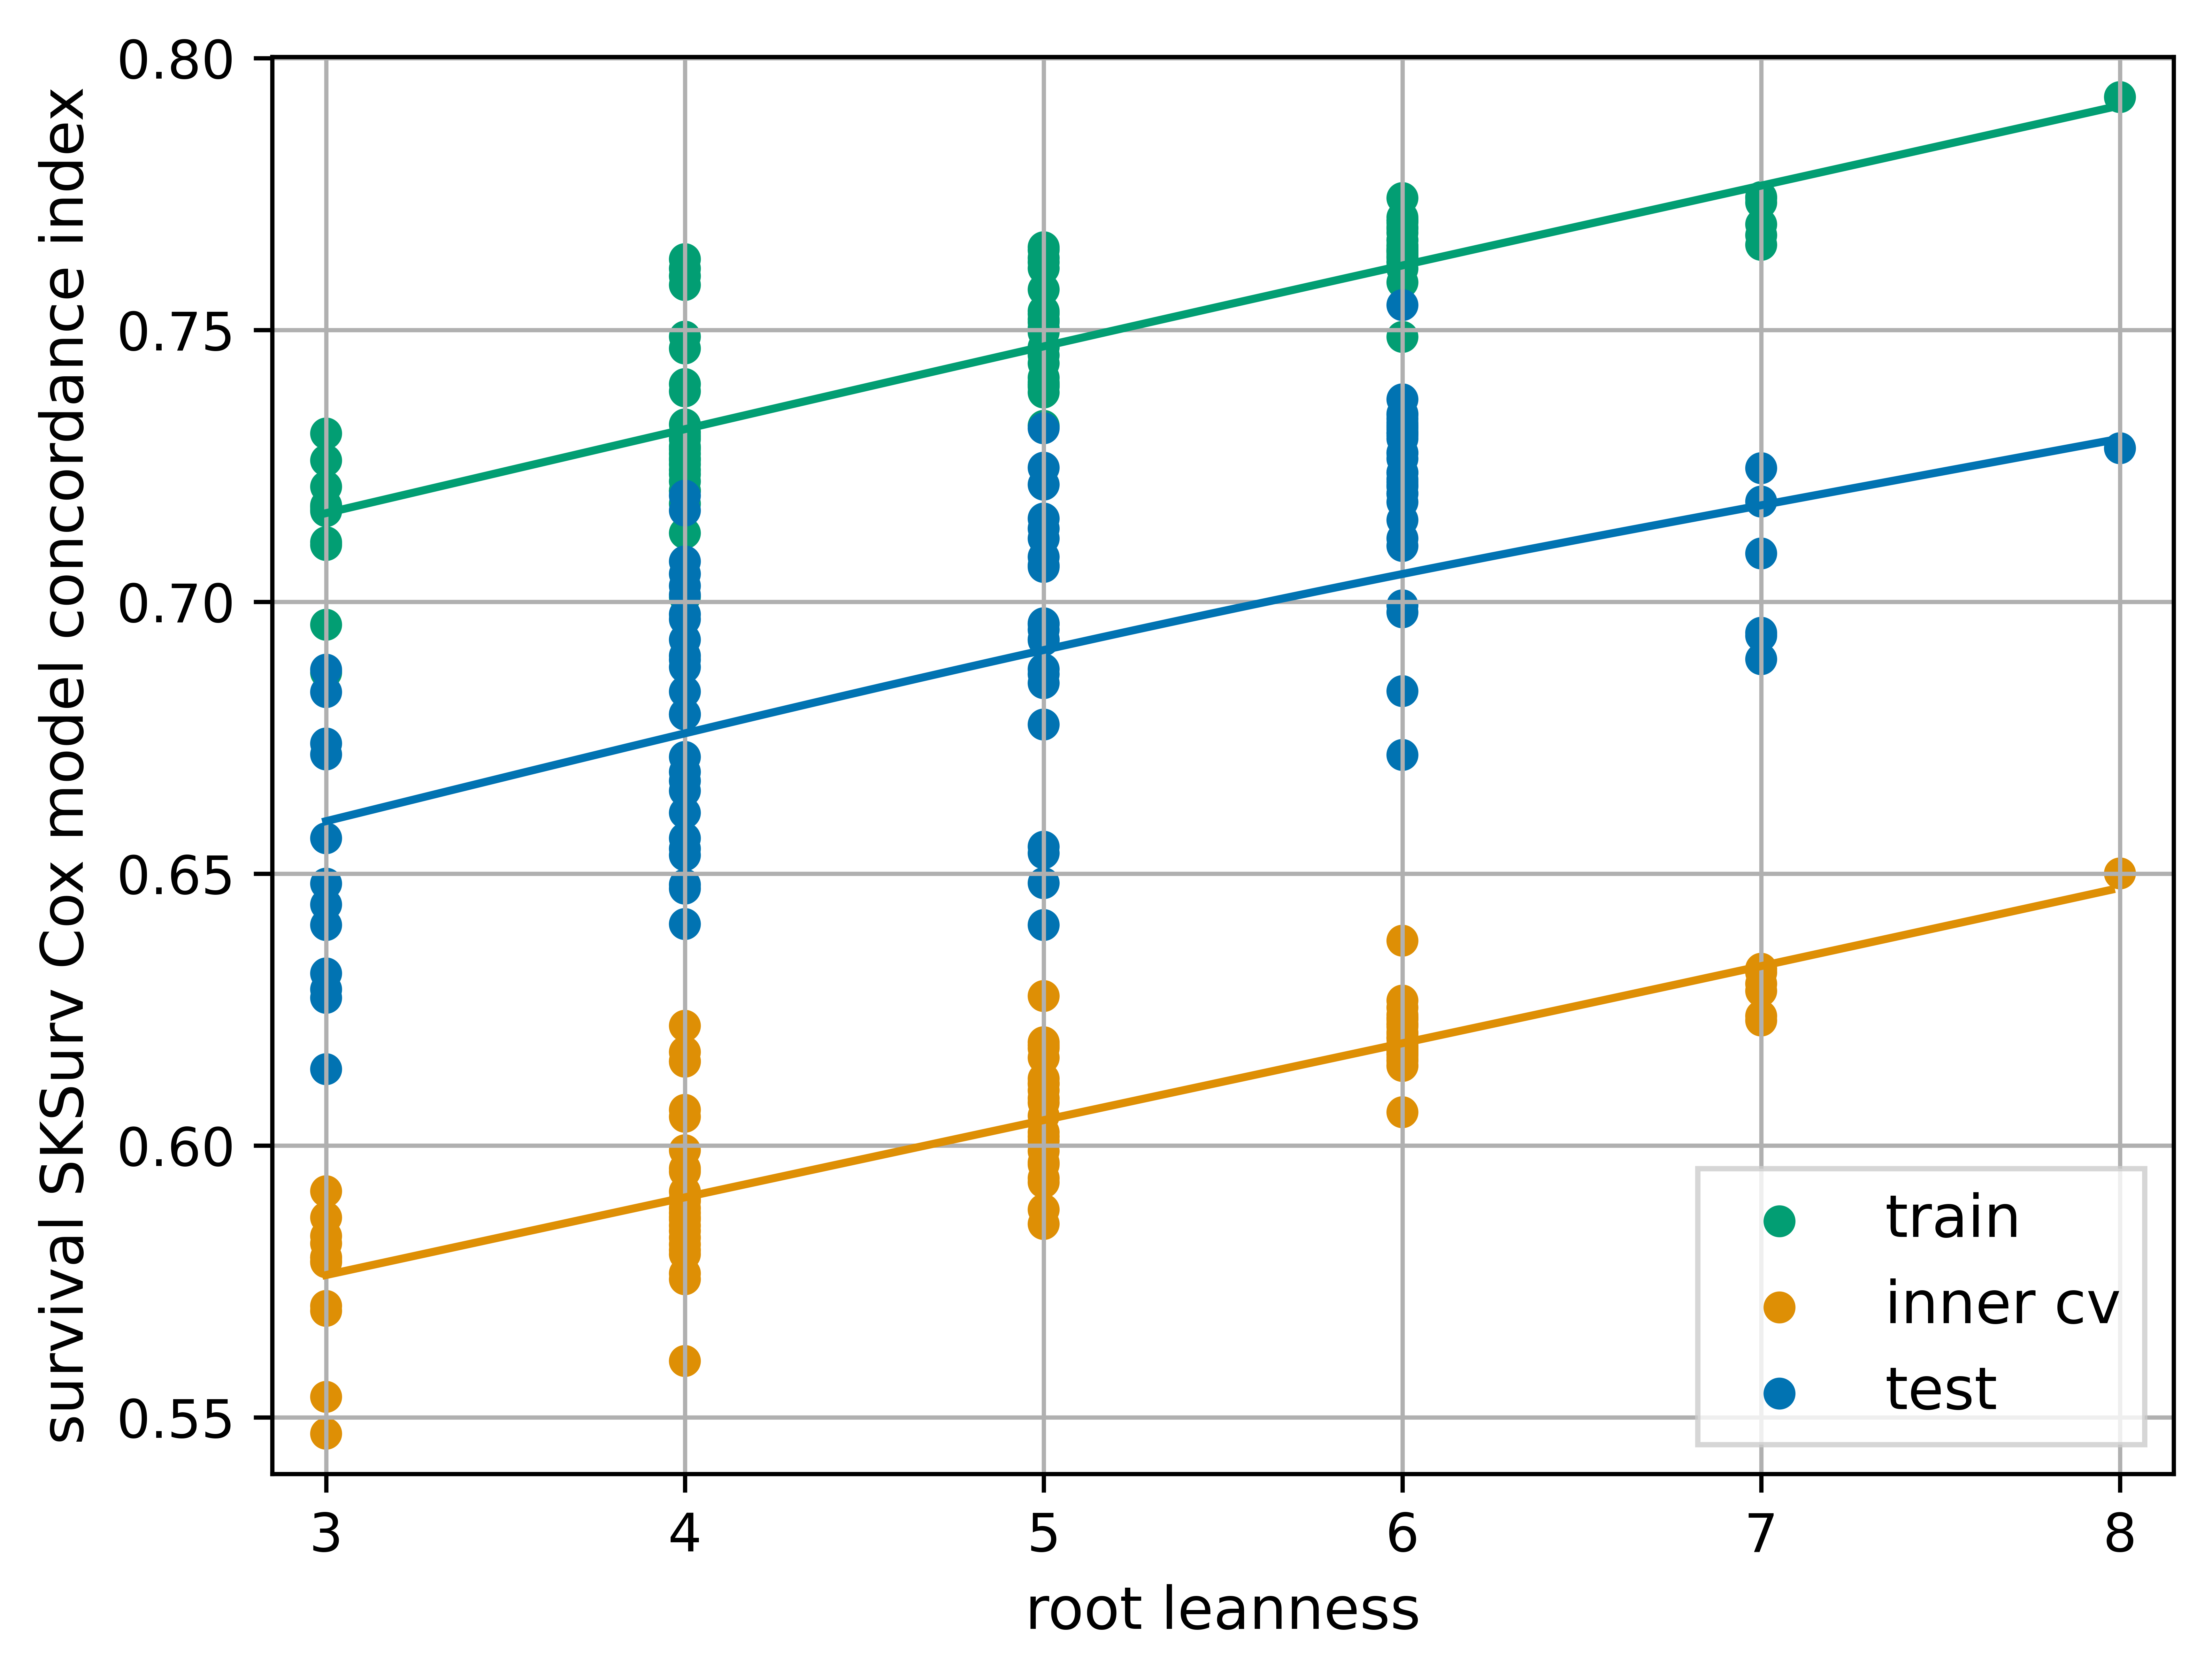 survival SKSurv Cox model concordance index
0.80
0.75
0.70
0.65
0.60
0.55
3 4 5 6 7 8
root leanness
train
inner cv
test